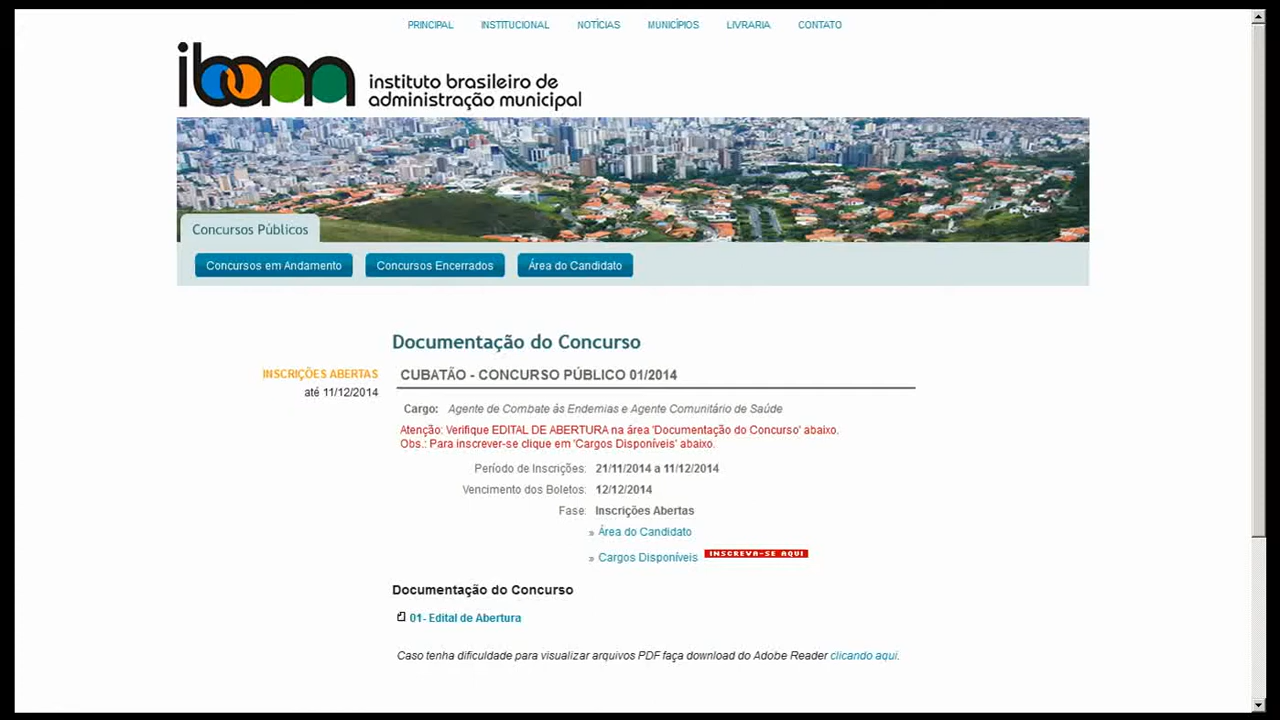 PRINCIPAL INSTITUCIONAL NOTÍCIAS MUNICÍPIOS LIVRARIA CONTATO
ibam instituto brasileiro de
administração municipal
Concursos Públicos
Concursos em Andamento Concursos Encerrados Área do Candidato
Documentação do Concurso
INSCRIÇÕES ABERTAS
até 11/12/2014
CUBATÃO - CONCURSO PÚBLICO 01/2014
Cargo: Agente de Combate ás Endemias e Agente Comunitário de Saúde
Atenção: Verifique EDITAL DE ABERTURA na área 'Documentação do Concurso' abaixo.
Obs.: Para inscrever-se clique em 'Cargos Disponíveis' abaixo.
Período de Inscrições: 21/11/2014 a 11/12/2014
Vencimento dos Boletos: 12/12/2014
Fase: Inscrições Abertas
» Área do Candidato
» Cargos Disponíveis INSCREVA-SE AQUI
Documentação do Concurso
01- Edital de Abertura
Caso tenha dificuldade para visualizar arquivos PDF faça download do Adobe Reader clicando aqui.